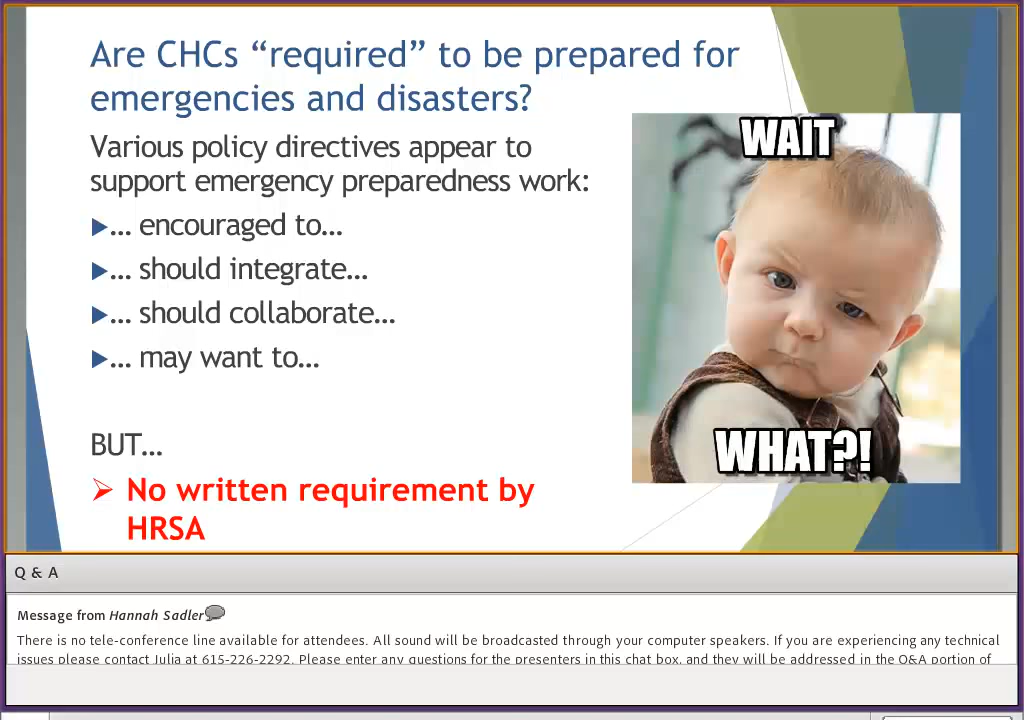 Are CHCs “required” to be prepared for
emergencies and disasters?
Various policy directives appear to
support emergency preparedness work:
... encouraged to...
... should integrate...
... should collaborate...
... may want to...
BUT...
No written requirement by
HRSA
WAIT
WHAT?!
Q & A
Message from Hannah Sadler
There is no tele-conference line available for attendees. All sound will be broadcasted through your computer speakers. If you are experiencing any technical
issues please contact Julia at 615-226-2292. Please enter any questions for the presenters in this chat box, and they will be addressed in the Q&A portion of